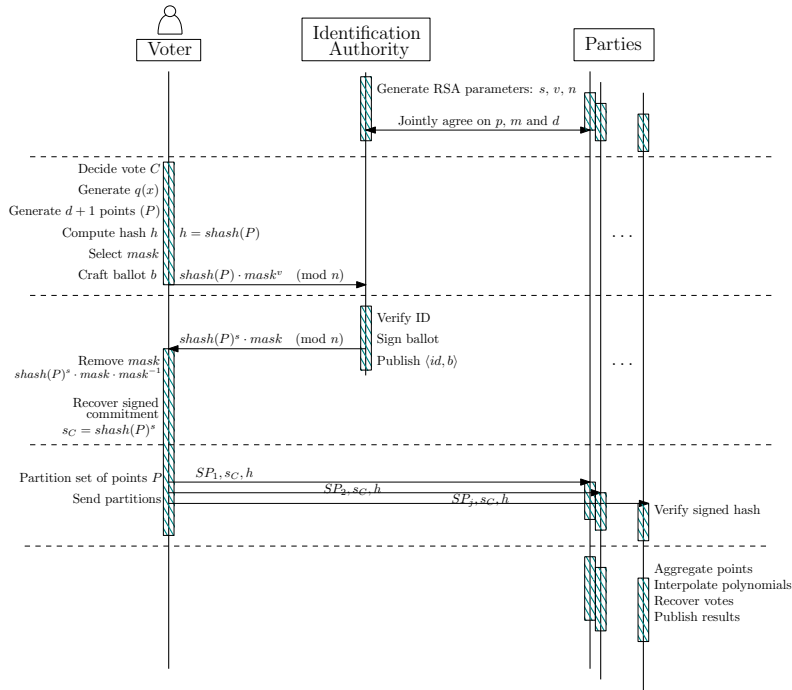 Voter
Identification
Authority
Parties
Generate RSA parameters: s, v, n
Jointly agree on p, m and d
Decide vote C
Generate q(x)
Generate d + 1 points (P)
Compute hash h
h = shash(P)
. . .
Select mask
Craft ballot b
shash(P) · mask^v (mod n)
Verify ID
shash(P)^s · mask (mod n)
Sign ballot
Remove mask
Publish ⟨id, b⟩
. . .
shash(P)^s · mask · mask^−1
Recover signed
commitment
s_C = shash(P)^s
Partition set of points P
SP_1, s_C, h
SP_2, s_C, h
Send partitions
SP_j, s_C, h
Verify signed hash
Aggregate points
Interpolate polynomials
Recover votes
Publish results